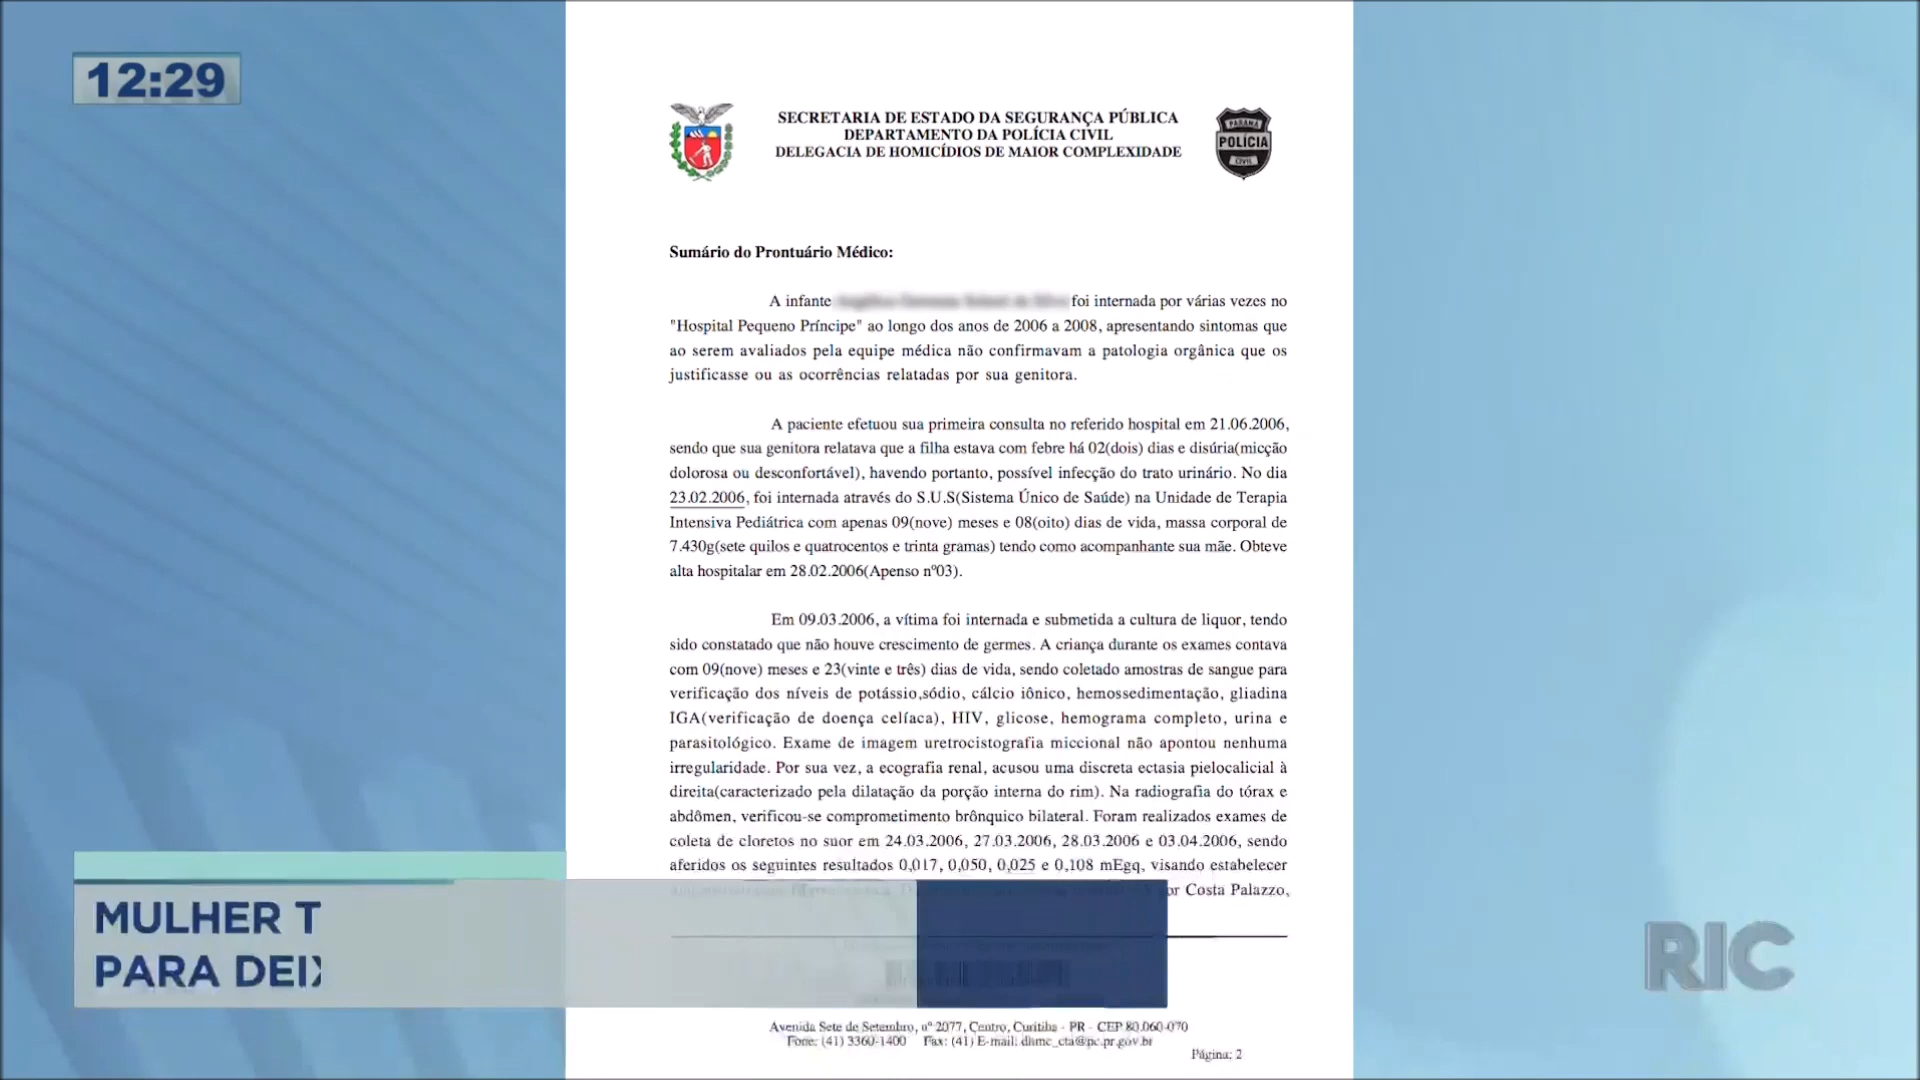 12:29
SECRETARIA DE ESTADO DA SEGURANÇA PÚBLICA
DEPARTAMENTO DA POLÍCIA CIVIL
DELEGACIA DE HOMICÍDIOS DE MAIOR COMPLEXIDADE
PARANÁ
POLÍCIA
CIVIL
Sumário do Prontuário Médico:
A infante foi internada por várias vezes no
"Hospital Pequeno Príncipe" ao longo dos anos de 2006 a 2008, apresentando sintomas que
ao serem avaliados pela equipe médica não confirmavam a patologia orgânica que os
justificasse ou as ocorrências relatadas por sua genitora.
A paciente efetuou sua primeira consulta no referido hospital em 21.06.2006,
sendo que sua genitora relatava que a filha estava com febre há 02(dois) dias e disúria(micção
dolorosa ou desconfortável), havendo portanto, possível infecção do trato urinário. No dia
23.02.2006, foi internada através do S.U.S(Sistema Único de Saúde) na Unidade de Terapia
Intensiva Pediátrica com apenas 09(nove) meses e 08(oito) dias de vida, massa corporal de
7.430g(sete quilos e quatrocentos e trinta gramas) tendo como acompanhante sua mãe. Obteve
alta hospitalar em 28.02.2006(Apenso nº03).
Em 09.03.2006, a vítima foi internada e submetida a cultura de liquor, tendo
sido constatado que não houve crescimento de germes. A criança durante os exames contava
com 09(nove) meses e 23(vinte e três) dias de vida, sendo coletado amostras de sangue para
verificação dos níveis de potássio,sódio, cálcio iônico, hemossedimentação, gliadina
IGA(verificação de doença celíaca), HIV, glicose, hemograma completo, urina e
parasitológico. Exame de imagem uretrocistografia miccional não apontou nenhuma
irregularidade. Por sua vez, a ecografia renal, acusou uma discreta ectasia pielocalicial à
direita(caracterizado pela dilatação da porção interna do rim). Na radiografia do tórax e
abdômen, verificou-se comprometimento brônquico bilateral. Foram realizados exames de
coleta de cloretos no suor em 24.03.2006, 27.03.2006, 28.03.2006 e 03.04.2006, sendo
aferidos os seguintes resultados 0,017, 0,050, 0,025 e 0,108 mEgq, visando estabelecer
or Costa Palazzo,
MULHER T
PARA DEIX
RIC
Avenida Sete de Setembro, nº 2077, Centro, Curitiba - PR - CEP 80.060-070
Fone: (41) 3360-1400 Fax: (41) E-mail: dhmc_cta@pc.pr.gov.br
Página: 2